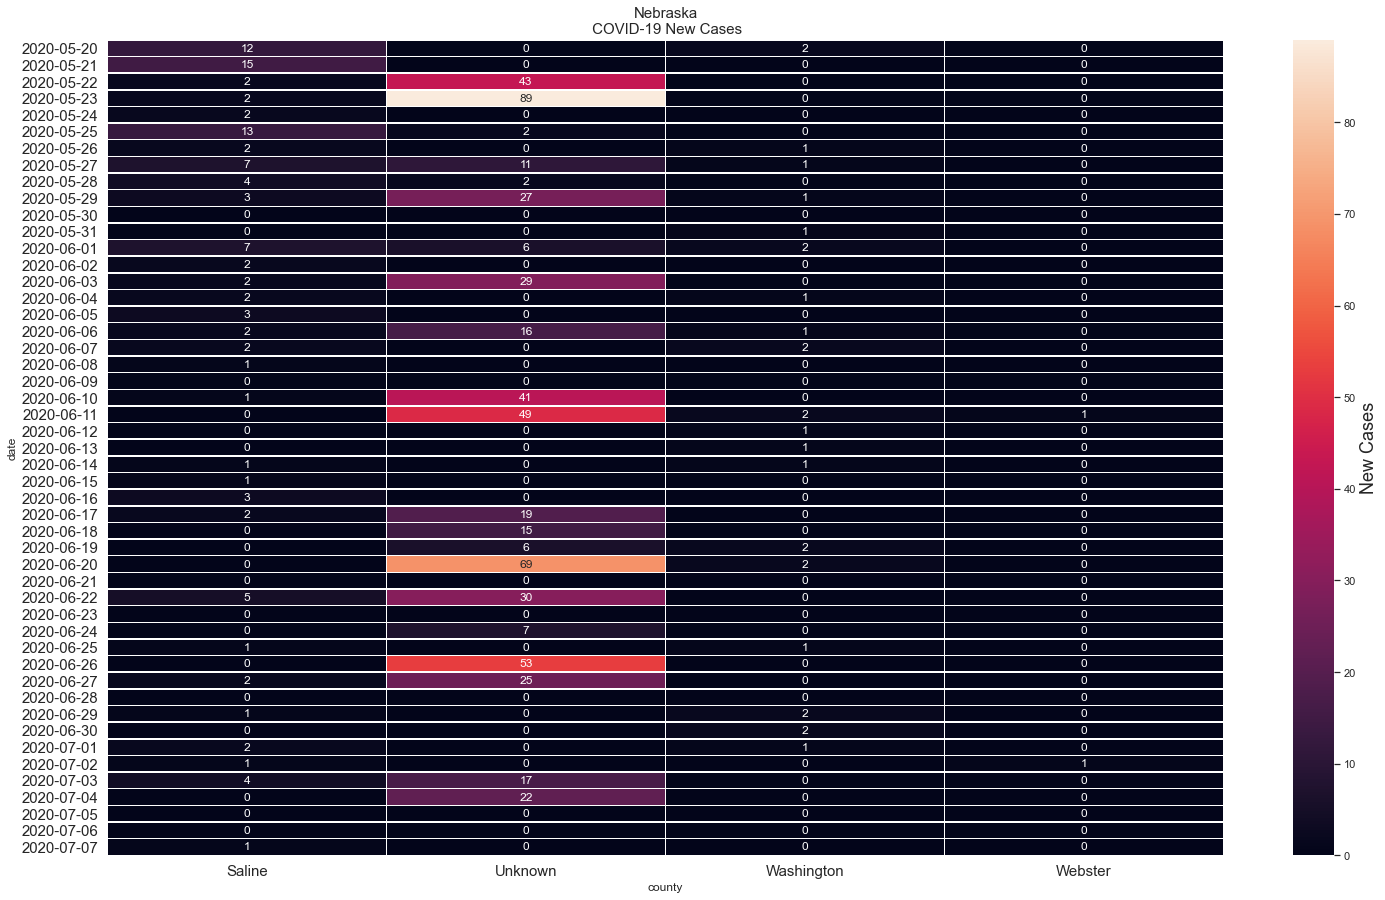 Nebraska
COVID-19 New Cases
2020-05-20 12 0 2 0
2020-05-21 15 0 0 0
2020-05-22 2 43 0 0
2020-05-23 2 89 0 0
2020-05-24 2 0 0 0
2020-05-25 13 2 0 0
2020-05-26 2 0 1 0
2020-05-27 7 11 1 0
2020-05-28 4 2 0 0
2020-05-29 3 27 1 0
2020-05-30 0 0 0 0
2020-05-31 0 0 1 0
2020-06-01 7 6 2 0
2020-06-02 2 0 0 0
2020-06-03 2 29 0 0
2020-06-04 2 0 1 0
2020-06-05 3 0 0 0
2020-06-06 2 16 1 0
2020-06-07 2 0 2 0
2020-06-08 1 0 0 0
2020-06-09 0 0 0 0
2020-06-10 1 41 0 0
2020-06-11 0 49 2 1
2020-06-12 0 0 1 0
2020-06-13 0 0 1 0
2020-06-14 1 0 1 0
2020-06-15 1 0 0 0
2020-06-16 3 0 0 0
2020-06-17 2 19 0 0
2020-06-18 0 15 0 0
2020-06-19 0 6 2 0
2020-06-20 0 69 2 0
2020-06-21 0 0 0 0
2020-06-22 5 30 0 0
2020-06-23 0 0 0 0
2020-06-24 0 7 0 0
2020-06-25 1 0 1 0
2020-06-26 0 53 0 0
2020-06-27 2 25 0 0
2020-06-28 0 0 0 0
2020-06-29 1 0 2 0
2020-06-30 0 0 2 0
2020-07-01 2 0 1 0
2020-07-02 1 0 0 1
2020-07-03 4 17 0 0
2020-07-04 0 22 0 0
2020-07-05 0 0 0 0
2020-07-06 0 0 0 0
2020-07-07 1 0 0 0
date
Saline Unknown Washington Webster
county
80
70
60
50
40
30
20
10
0
New Cases